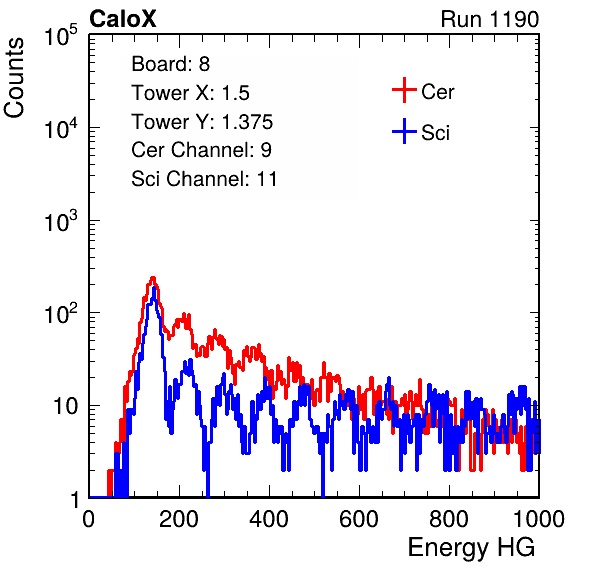 CaloX Run 1190
Counts
10^5
10^4
10^3
10^2
10
1
Board: 8
Tower X: 1.5
Tower Y: 1.375
Cer Channel: 9
Sci Channel: 11
Cer
Sci
0 200 400 600 800 1000
Energy HG